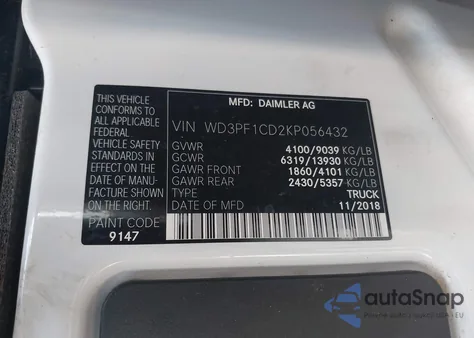 THIS VEHICLE
CONFORMS TO
ALL APPLICABLE
FEDERAL MOTOR
VEHICLE SAFETY
STANDARDS IN
EFFECT ON THE
DATE OF MANU-
FACTURE SHOWN
ON THE RIGHT.
PAINT CODE
9147
MFD: DAIMLER AG
VIN WD3PF1CD2KP056432
GVWR 4100/9039 KG/LB
GCWR 6319/13930 KG/LB
GAWR FRONT 1860/4101 KG/LB
GAWR REAR 2430/5357 KG/LB
TYPE TRUCK
DATE OF MFD 11/2018
autoSnap